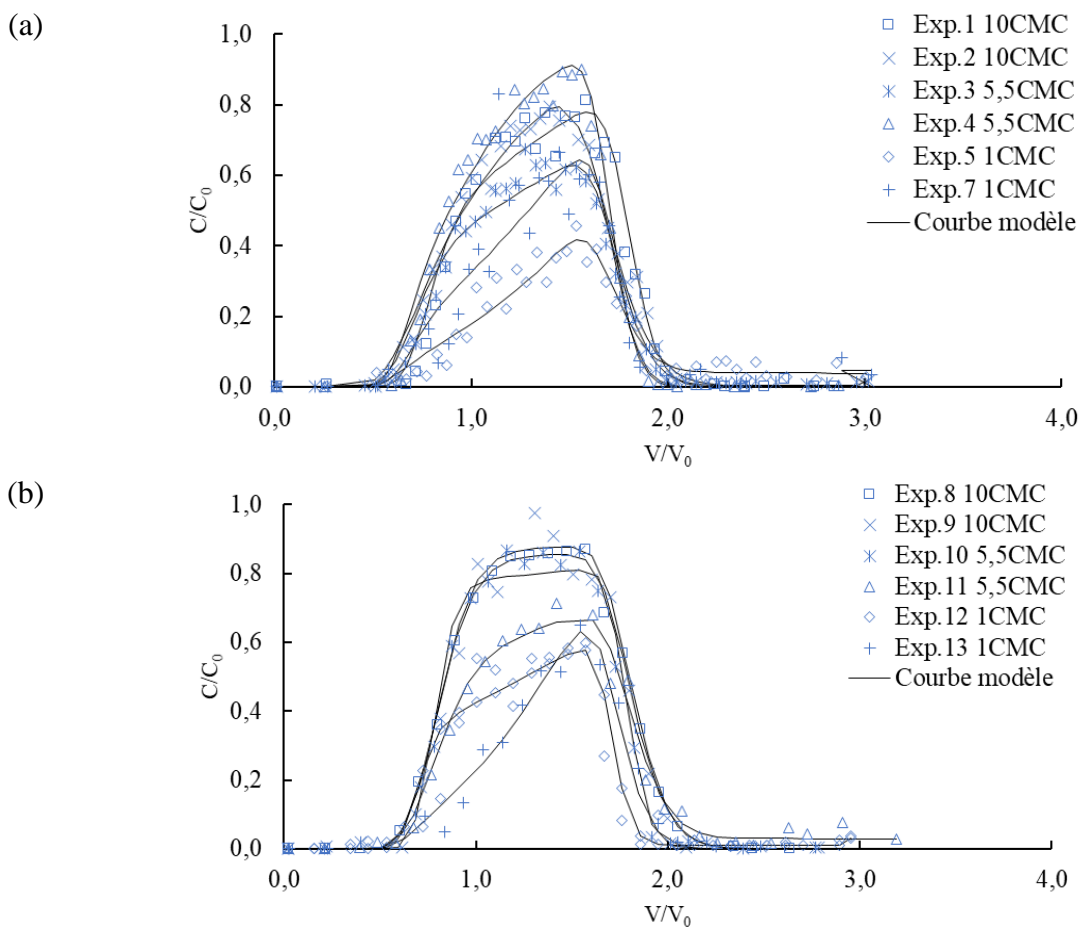 (a)
1,0
0,8
0,6
0,4
0,2
0,0
C/C0
0,0 1,0 2,0 3,0 4,0
V/V0
Exp.1 10CMC
Exp.2 10CMC
Exp.3 5,5CMC
Exp.4 5,5CMC
Exp.5 1CMC
Exp.7 1CMC
Courbe modèle
(b)
1,0
0,8
0,6
0,4
0,2
0,0
C/C0
0,0 1,0 2,0 3,0 4,0
V/V0
Exp.8 10CMC
Exp.9 10CMC
Exp.10 5,5CMC
Exp.11 5,5CMC
Exp.12 1CMC
Exp.13 1CMC
Courbe modèle